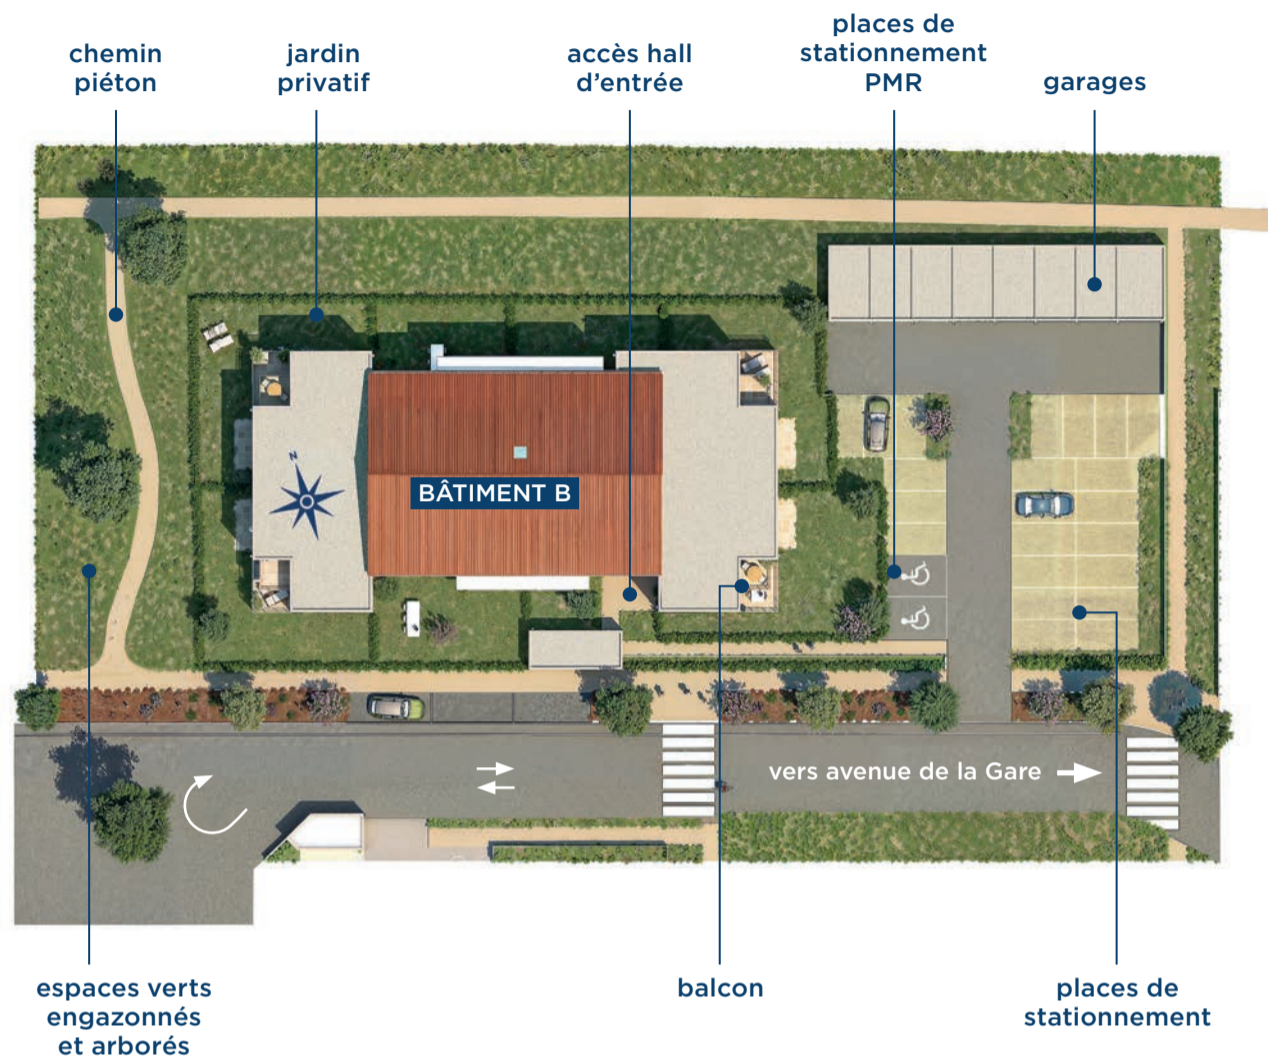 chemin
piéton
jardin
privatif
accès hall
d'entrée
places de
stationnement
PMR
garages
N
BÂTIMENT B
vers avenue de la Gare
espaces verts
engazonnés
et arborés
balcon
places de
stationnement